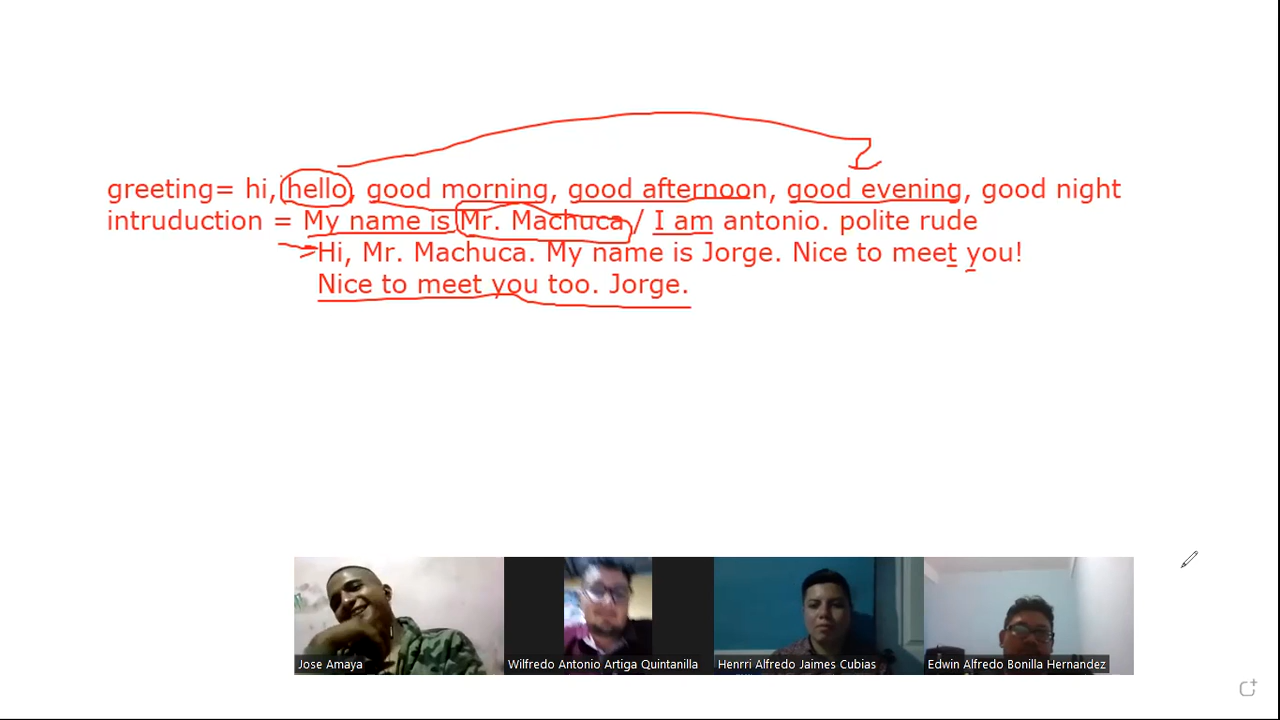 greeting= hi, hello, good morning, good afternoon, good evening, good night
intruduction = My name is Mr. Machuca / I am antonio. polite rude
Hi, Mr. Machuca. My name is Jorge. Nice to meet you!
Nice to meet you too. Jorge.
Jose Amaya
Wilfredo Antonio Artiga Quintanilla
Henrri Alfredo Jaimes Cubias
Edwin Alfredo Bonilla Hernandez